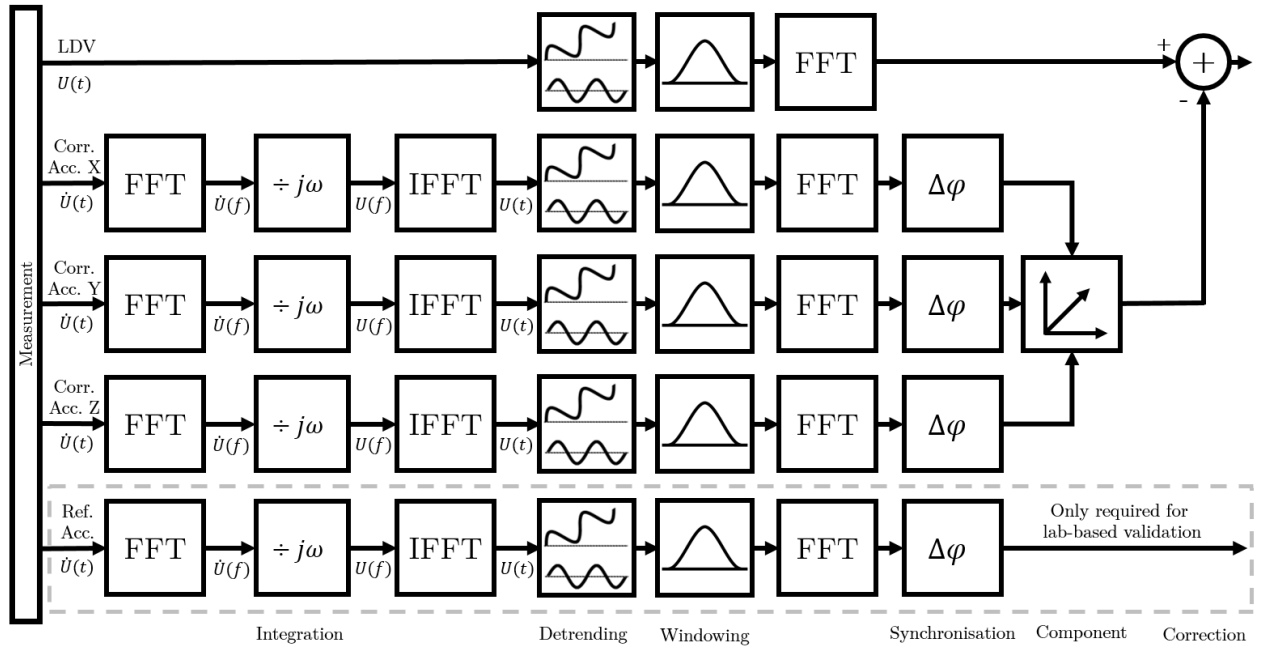 Measurement
LDV
U(t)
FFT
+
+
-
Corr.
Acc. X
U̇(t)
FFT
U̇(f)
÷ jω
U(f)
IFFT
U(t)
FFT
Δφ
Corr.
Acc. Y
U̇(t)
FFT
U̇(f)
÷ jω
U(f)
IFFT
U(t)
FFT
Δφ
Corr.
Acc. Z
U̇(t)
FFT
U̇(f)
÷ jω
U(f)
IFFT
U(t)
FFT
Δφ
Ref.
Acc.
U̇(t)
FFT
U̇(f)
÷ jω
U(f)
IFFT
U(t)
FFT
Δφ
Only required for
lab-based validation
Integration
Detrending
Windowing
Synchronisation
Component
Correction